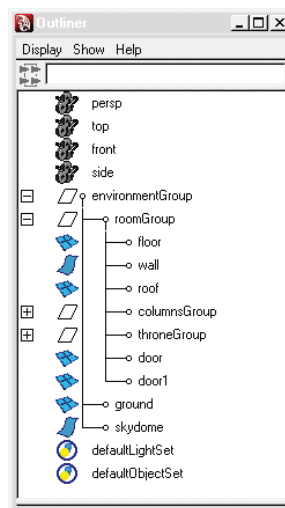 Outliner
Display Show Help
persp
top
front
side
environmentGroup
roomGroup
floor
wall
roof
columnsGroup
throneGroup
door
door1
ground
skydome
defaultLightSet
defaultObjectSet